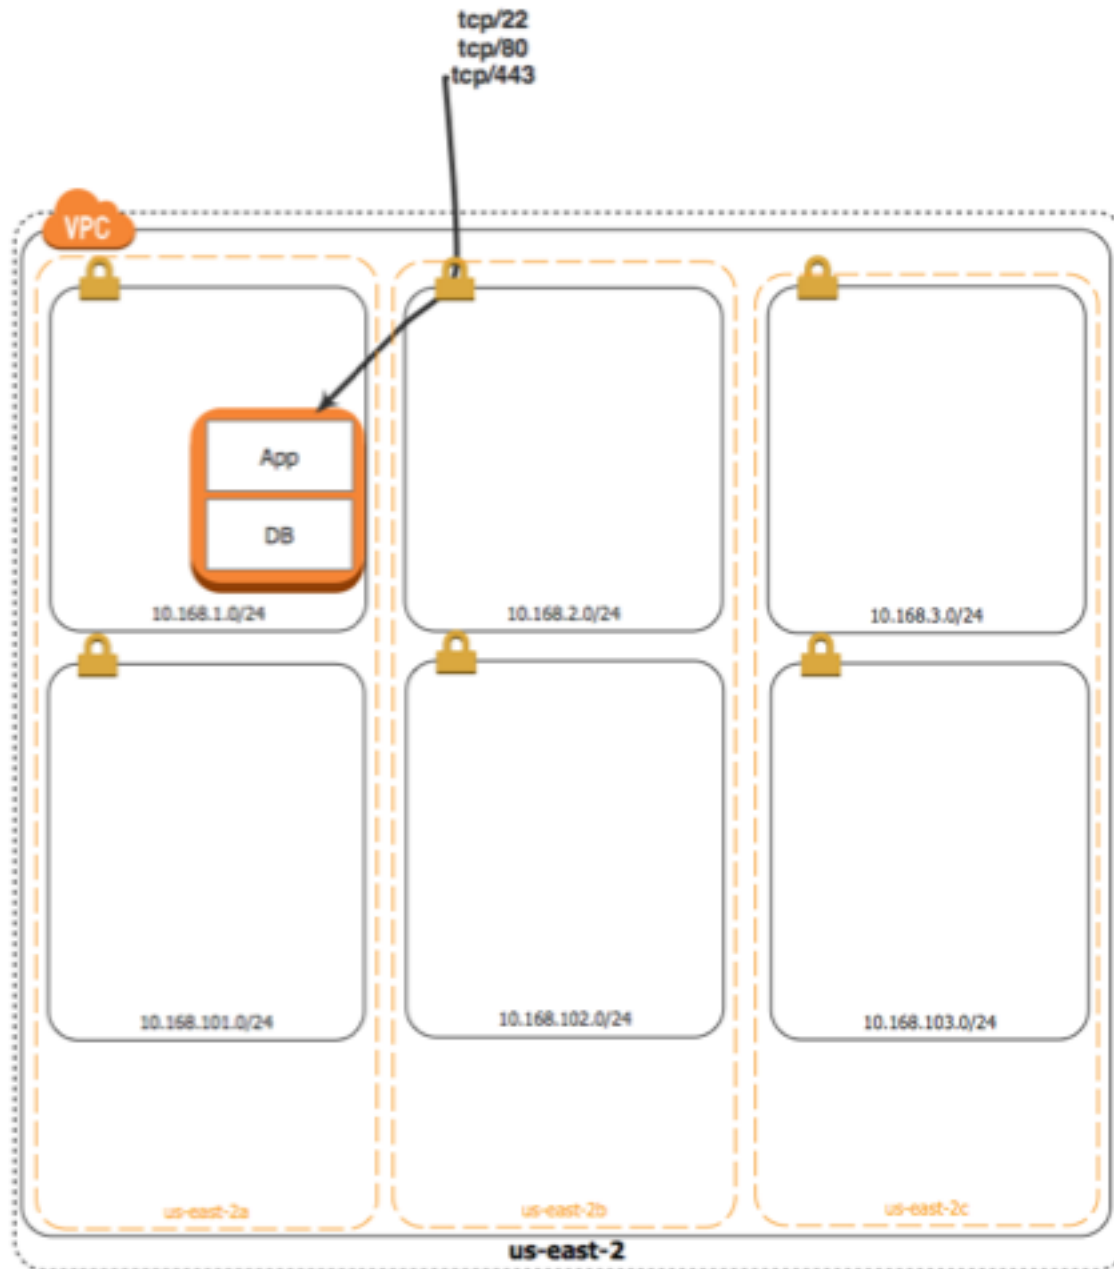 tcp/22
tcp/80
tcp/443
VPC
App
DB
10.168.1.0/24
10.168.2.0/24
10.168.3.0/24
10.168.101.0/24
10.168.102.0/24
10.168.103.0/24
us-east-2a
us-east-2b
us-east-2c
us-east-2